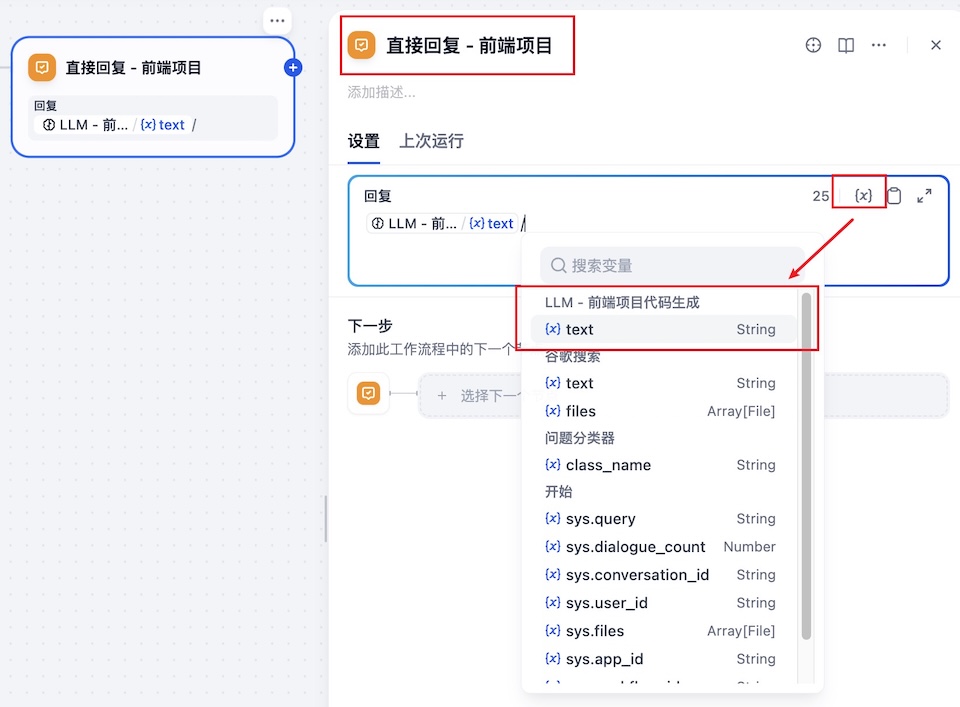 直接回复 - 前端项目
回复
LLM - 前... / {x} text /
直接回复 - 前端项目
添加描述...
设置 上次运行
回复 25 {x}
LLM - 前... / {x} text /
搜索变量
LLM - 前端项目代码生成
{x} text String
谷歌搜索
{x} text String
{x} files Array[File]
问题分类器
{x} class_name String
开始
{x} sys.query String
{x} sys.dialogue_count Number
{x} sys.conversation_id String
{x} sys.user_id String
{x} sys.files Array[File]
{x} sys.app_id String
下一步
添加此工作流程中的下一个
+ 选择下一个